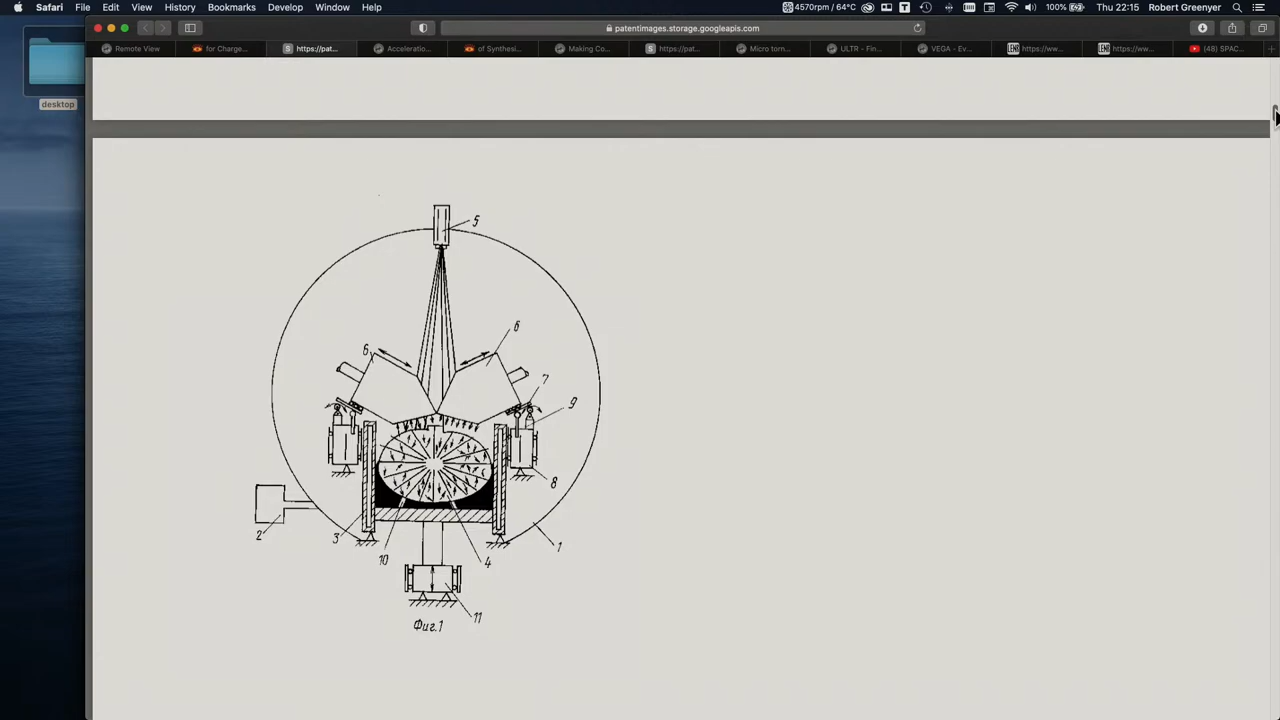 Safari File Edit View History Bookmarks Develop Window Help 4570rpm / 64°C 100% Thu 22:15 Robert Greenyer
desktop
patentimages.storage.googleapis.com
Remote View for Charge... https://pat... Acceleratio... of Synthesi... Making Co... https://pat... Micro torn... ULTR - Fin... VEGA - Ev... https://ww... https://ww... (48) SPAC...
5
6 6
7
9
8
2 3 10 4 1
11
Фиг.1